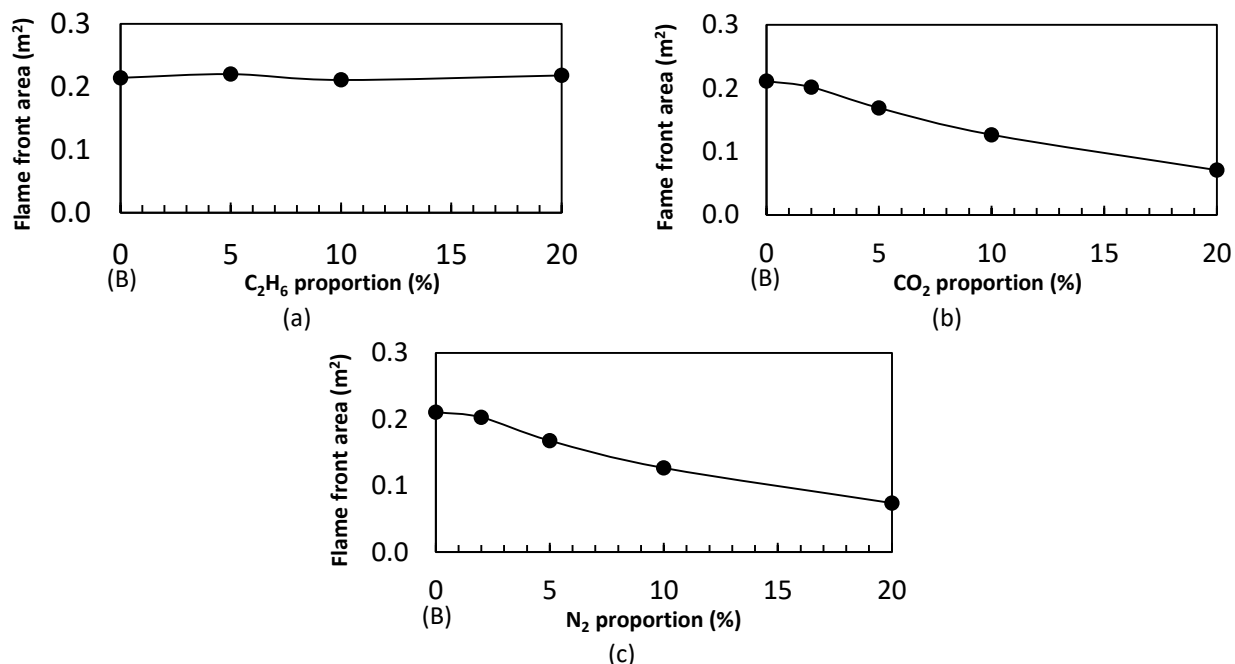 Flame front area (m²)
0.3
0.2
0.1
0.0
0 5 10 15 20
(B)
C₂H₆ proportion (%)
(a)
Fame front area (m²)
0.3
0.2
0.1
0.0
0 5 10 15 20
(B)
CO₂ proportion (%)
(b)
Flame front area (m²)
0.3
0.2
0.1
0.0
0 5 10 15 20
(B)
N₂ proportion (%)
(c)